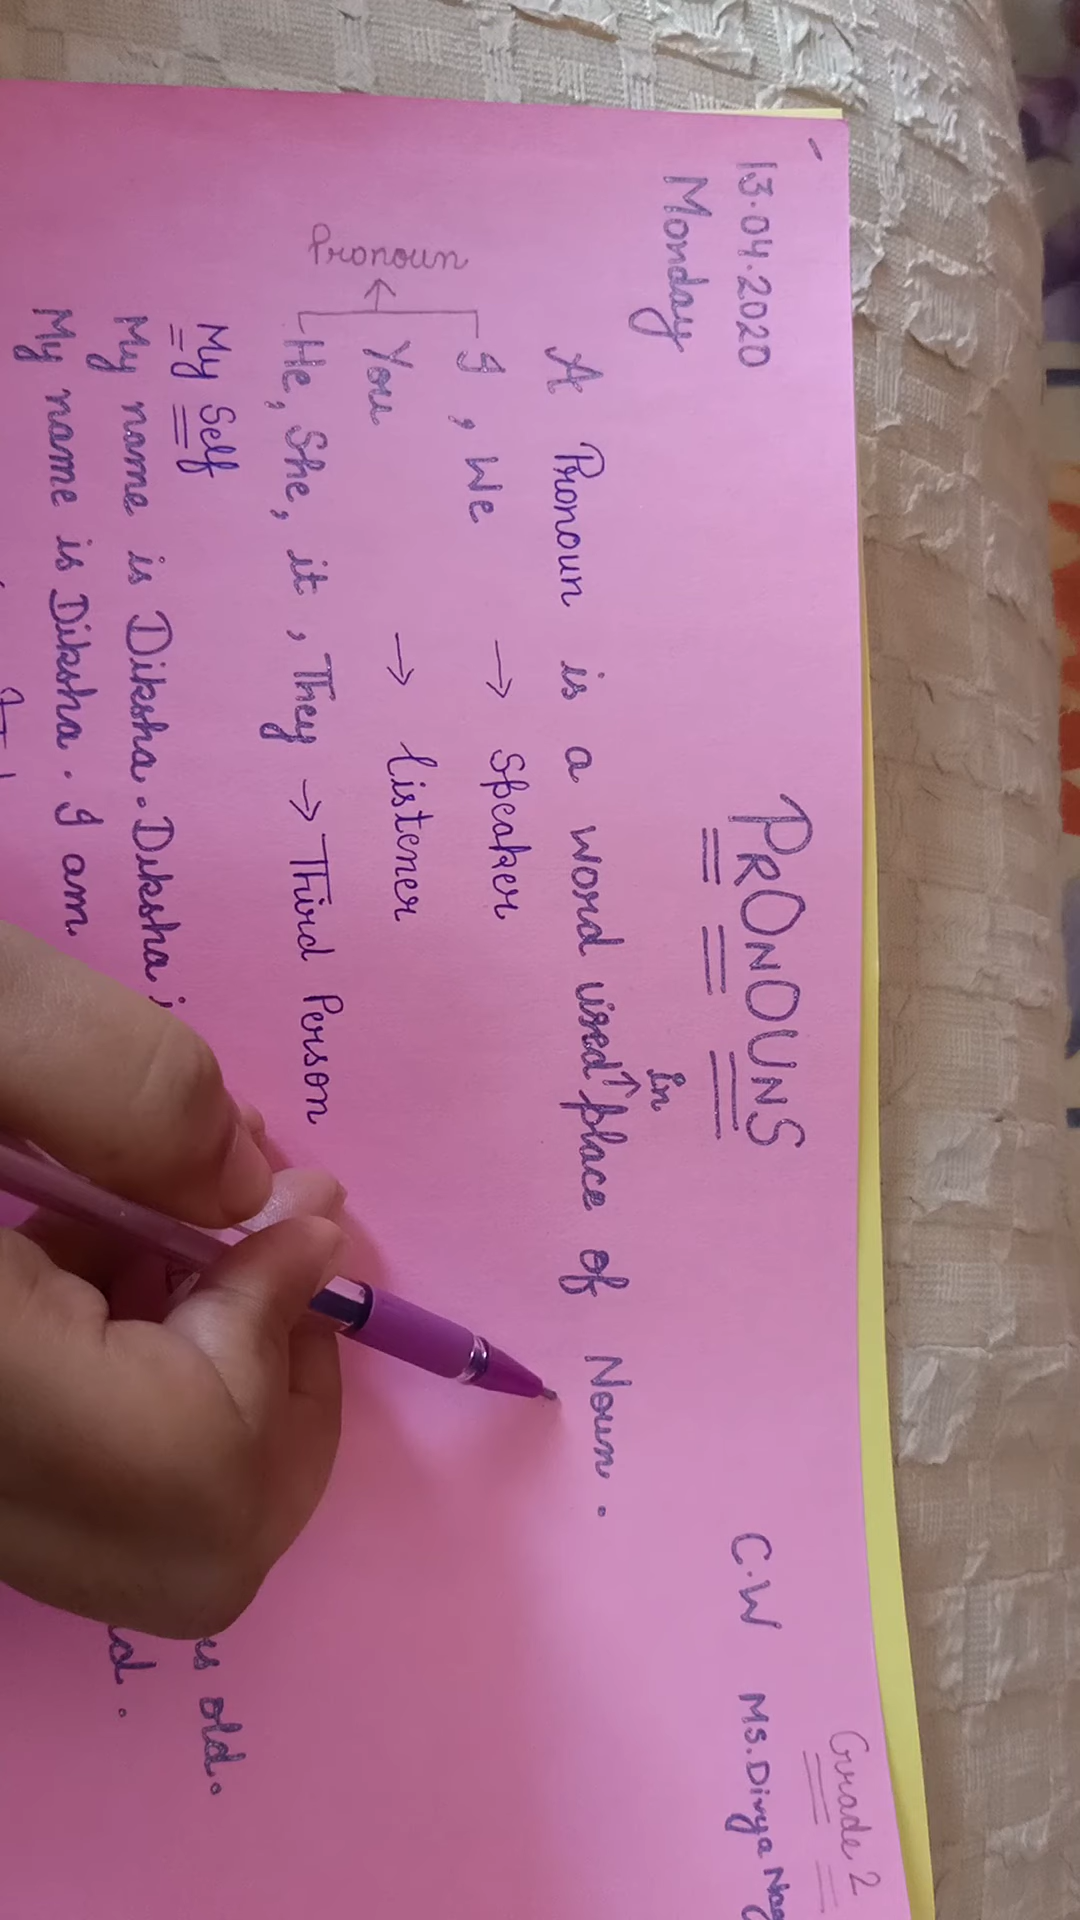 Grade 2
13.04.2020 PRONOUNS C.W Ms. Divya
Monday
In
A Pronoun is a word used ↑ place of Noun.
I, We → Speaker
You → listener
Pronoun
He, She, it, They → Third Person
My Self old.
My name is Diksha. Diksha
My name is Diksha. I am